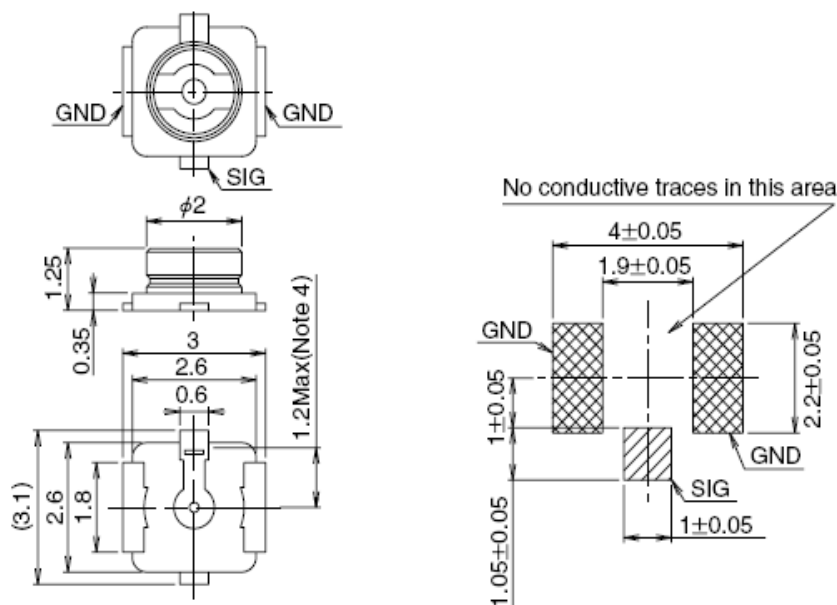 GND
GND
SIG
φ2
1.25
0.35
3
2.6
0.6
1.2Max(Note 4)
(3.1)
2.6
1.8
No conductive traces in this area
4±0.05
1.9±0.05
GND
1±0.05
2.2±0.05
GND
SIG
1.05±0.05
1±0.05